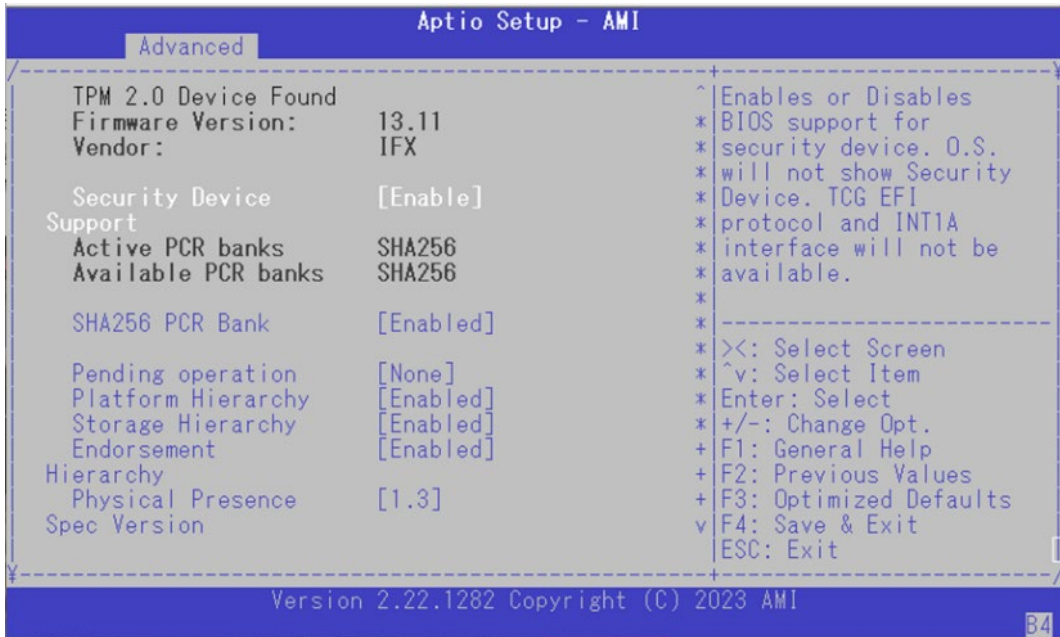 Aptio Setup - AMI
Advanced
TPM 2.0 Device Found
Firmware Version: 13.11
Vendor: IFX
Security Device [Enable]
Support
Active PCR banks SHA256
Available PCR banks SHA256
SHA256 PCR Bank [Enabled]
Pending operation [None]
Platform Hierarchy [Enabled]
Storage Hierarchy [Enabled]
Endorsement [Enabled]
Hierarchy
Physical Presence [1.3]
Spec Version
Enables or Disables
BIOS support for
security device. O.S.
will not show Security
Device. TCG EFI
protocol and INT1A
interface will not be
available.
><: Select Screen
^v: Select Item
Enter: Select
+/-: Change Opt.
F1: General Help
F2: Previous Values
F3: Optimized Defaults
F4: Save & Exit
ESC: Exit
Version 2.22.1282 Copyright (C) 2023 AMI
B4